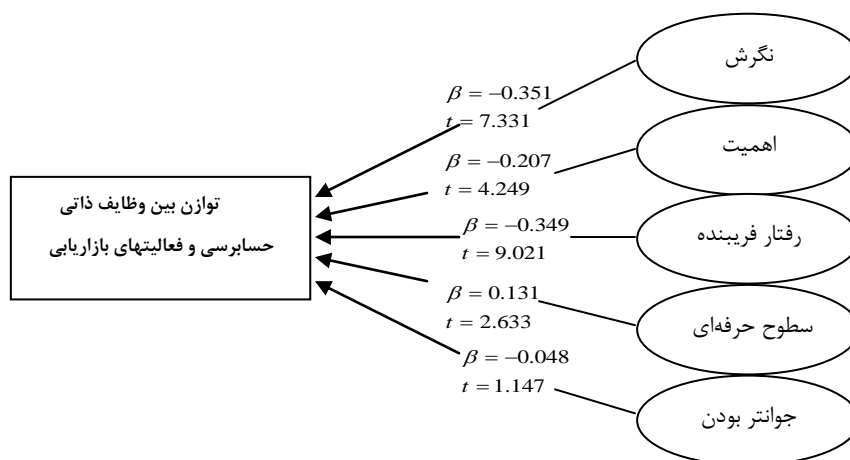 نگرش
β = −0.351
t = 7.331
اهمیت
β = −0.207
t = 4.249
توازن بین وظایف ذاتی
حسابرسی و فعالیتهای بازاریابی
رفتار فریبنده
β = −0.349
t = 9.021
سطوح حرفه‌ای
β = 0.131
t = 2.633
β = −0.048
t = 1.147
جوانتر بودن